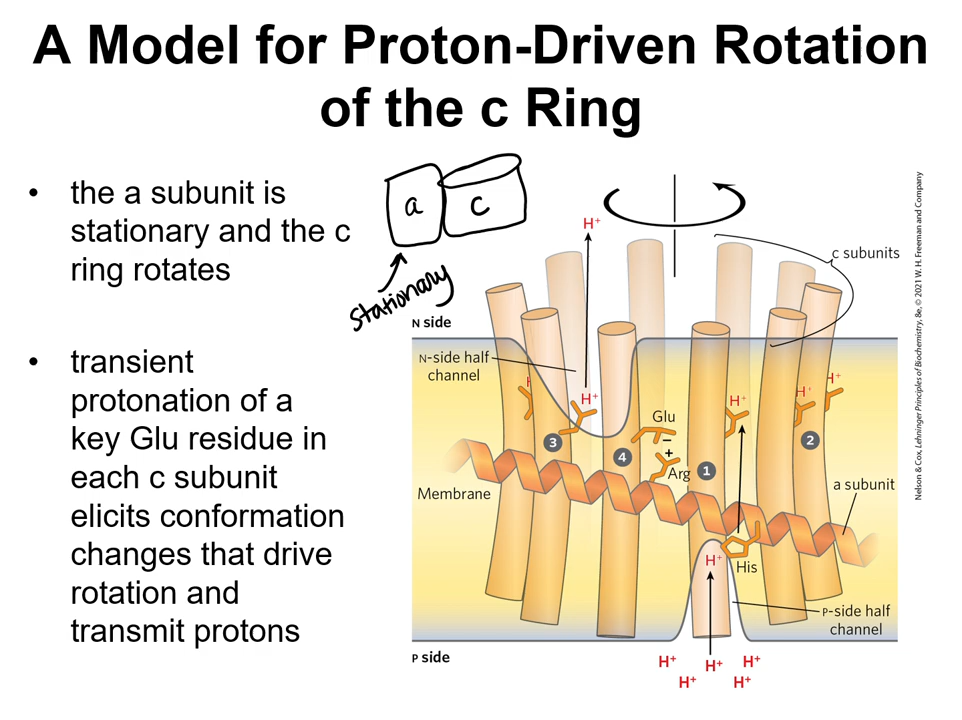 A Model for Proton-Driven Rotation
of the c Ring
• the a subunit is
stationary and the c
ring rotates
• transient
protonation of a
key Glu residue in
each c subunit
elicits conformation
changes that drive
rotation and
transmit protons
a
c
stationary
H⁺
c subunits
N side
N-side half
channel
H
H⁺
H⁺
H⁺
H⁺
Glu
−
+
Arg
3
4
1
2
Membrane
a subunit
H⁺
His
P-side half
channel
P side
H⁺ H⁺ H⁺
H⁺ H⁺
Nelson & Cox, Lehninger Principles of Biochemistry, 8e, © 2021 W. H. Freeman and Company